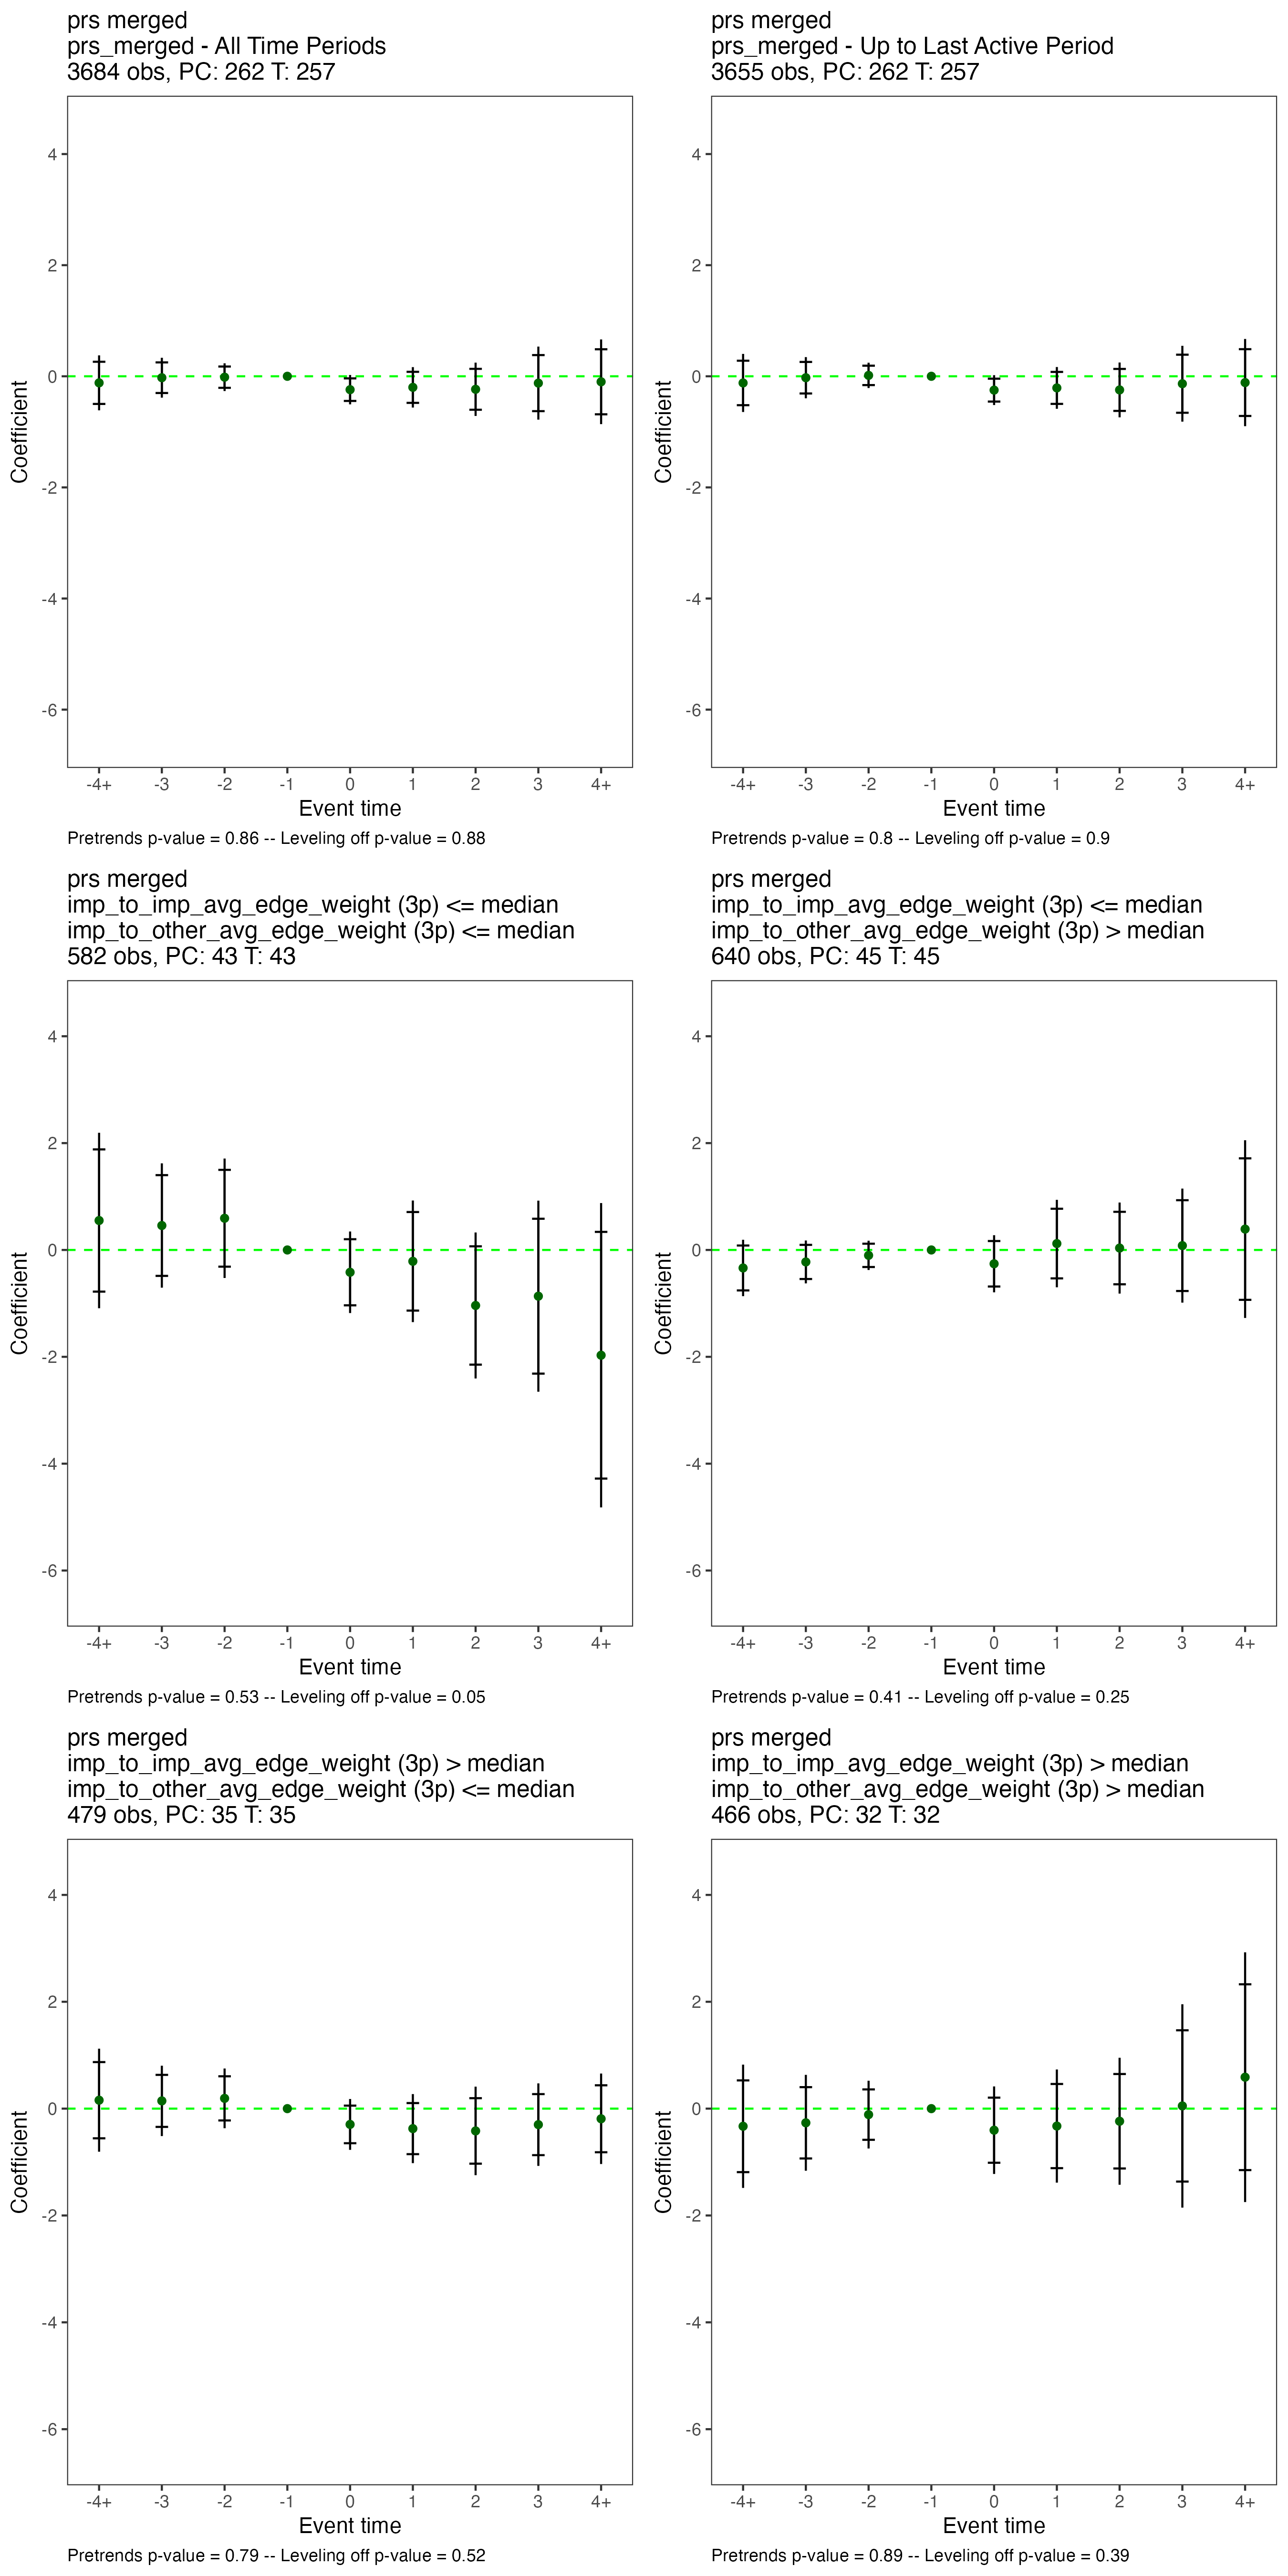 prs merged
prs_merged - All Time Periods
3684 obs, PC: 262 T: 257
4
2
0
-2
-4
-6
Coefficient
-4+ -3 -2 -1 0 1 2 3 4+
Event time
Pretrends p-value = 0.86 -- Leveling off p-value = 0.88
prs merged
prs_merged - Up to Last Active Period
3655 obs, PC: 262 T: 257
4
2
0
-2
-4
-6
Coefficient
-4+ -3 -2 -1 0 1 2 3 4+
Event time
Pretrends p-value = 0.8 -- Leveling off p-value = 0.9
prs merged
imp_to_imp_avg_edge_weight (3p) <= median
imp_to_other_avg_edge_weight (3p) <= median
582 obs, PC: 43 T: 43
4
2
0
-2
-4
-6
Coefficient
-4+ -3 -2 -1 0 1 2 3 4+
Event time
Pretrends p-value = 0.53 -- Leveling off p-value = 0.05
prs merged
imp_to_imp_avg_edge_weight (3p) <= median
imp_to_other_avg_edge_weight (3p) > median
640 obs, PC: 45 T: 45
4
2
0
-2
-4
-6
Coefficient
-4+ -3 -2 -1 0 1 2 3 4+
Event time
Pretrends p-value = 0.41 -- Leveling off p-value = 0.25
prs merged
imp_to_imp_avg_edge_weight (3p) > median
imp_to_other_avg_edge_weight (3p) <= median
479 obs, PC: 35 T: 35
4
2
0
-2
-4
-6
Coefficient
-4+ -3 -2 -1 0 1 2 3 4+
Event time
Pretrends p-value = 0.79 -- Leveling off p-value = 0.52
prs merged
imp_to_imp_avg_edge_weight (3p) > median
imp_to_other_avg_edge_weight (3p) > median
466 obs, PC: 32 T: 32
4
2
0
-2
-4
-6
Coefficient
-4+ -3 -2 -1 0 1 2 3 4+
Event time
Pretrends p-value = 0.89 -- Leveling off p-value = 0.39